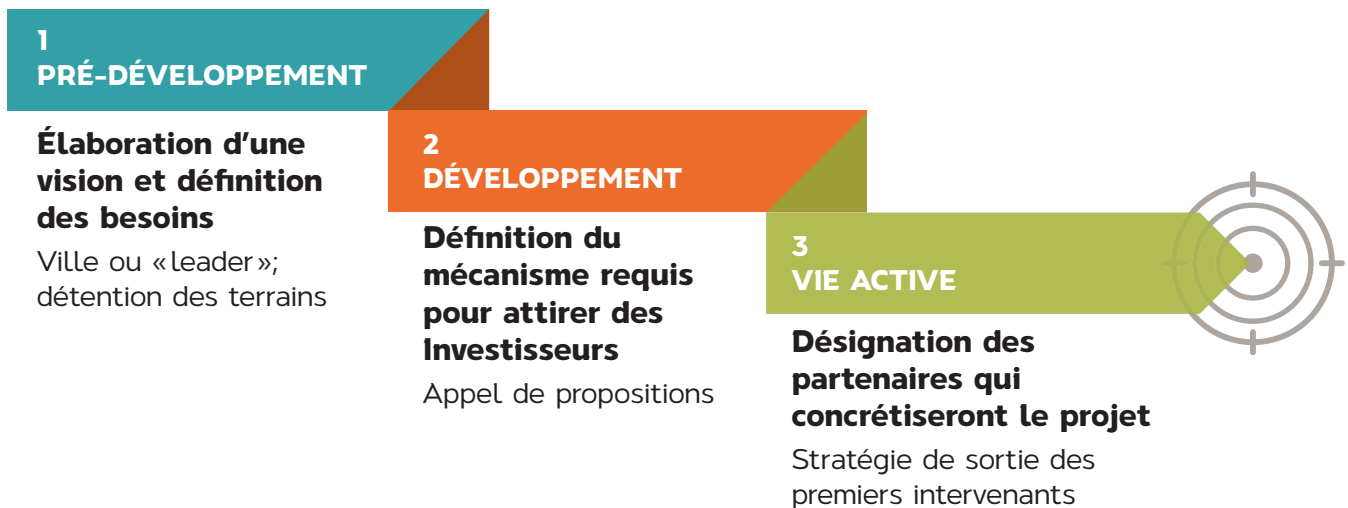 1
PRÉ-DÉVELOPPEMENT
Élaboration d’une
vision et définition
des besoins
Ville ou «leader»;
détention des terrains
2
DÉVELOPPEMENT
Définition du
mécanisme requis
pour attirer des
Investisseurs
Appel de propositions
3
VIE ACTIVE
Désignation des
partenaires qui
concrétiseront le projet
Stratégie de sortie des
premiers intervenants